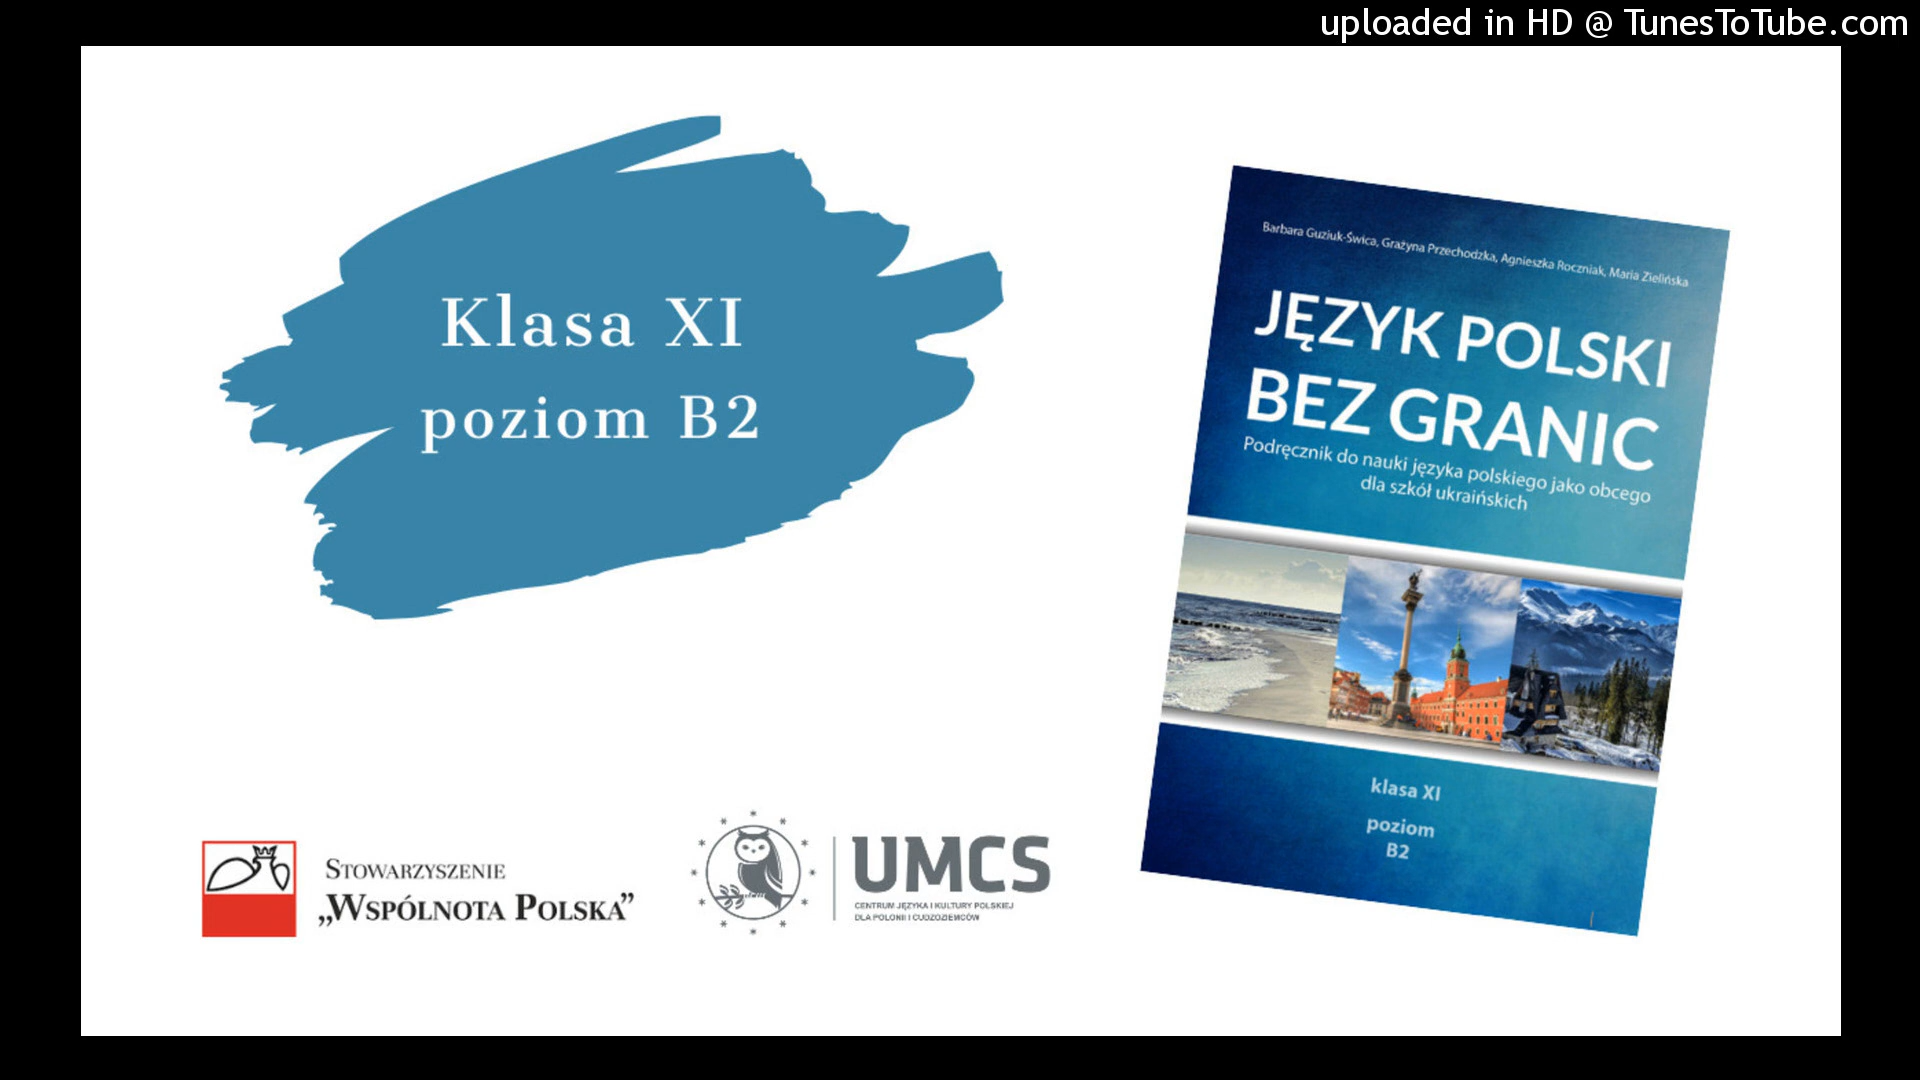 uploaded in HD @ TunesToTube.com
Klasa XI
poziom B2
Barbara Guziuk-Świca, Grażyna Przechodzka, Agnieszka Roczniak, Maria Zielińska
JĘZYK POLSKI
BEZ GRANIC
Podręcznik do nauki języka polskiego jako obcego
dla szkół ukraińskich
klasa XI
poziom
B2
STOWARZYSZENIE
„WSPÓLNOTA POLSKA”
UMCS
CENTRUM JĘZYKA I KULTURY POLSKIEJ
DLA POLONII I CUDZOZIEMCÓW